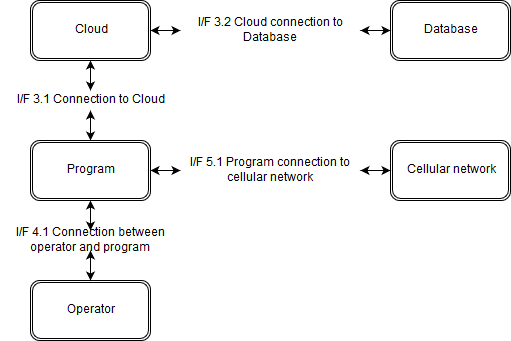 Cloud
I/F 3.2 Cloud connection to
Database
Database
I/F 3.1 Connection to Cloud
Program
I/F 5.1 Program connection to
cellular network
Cellular network
I/F 4.1 Connection between
operator and program
Operator